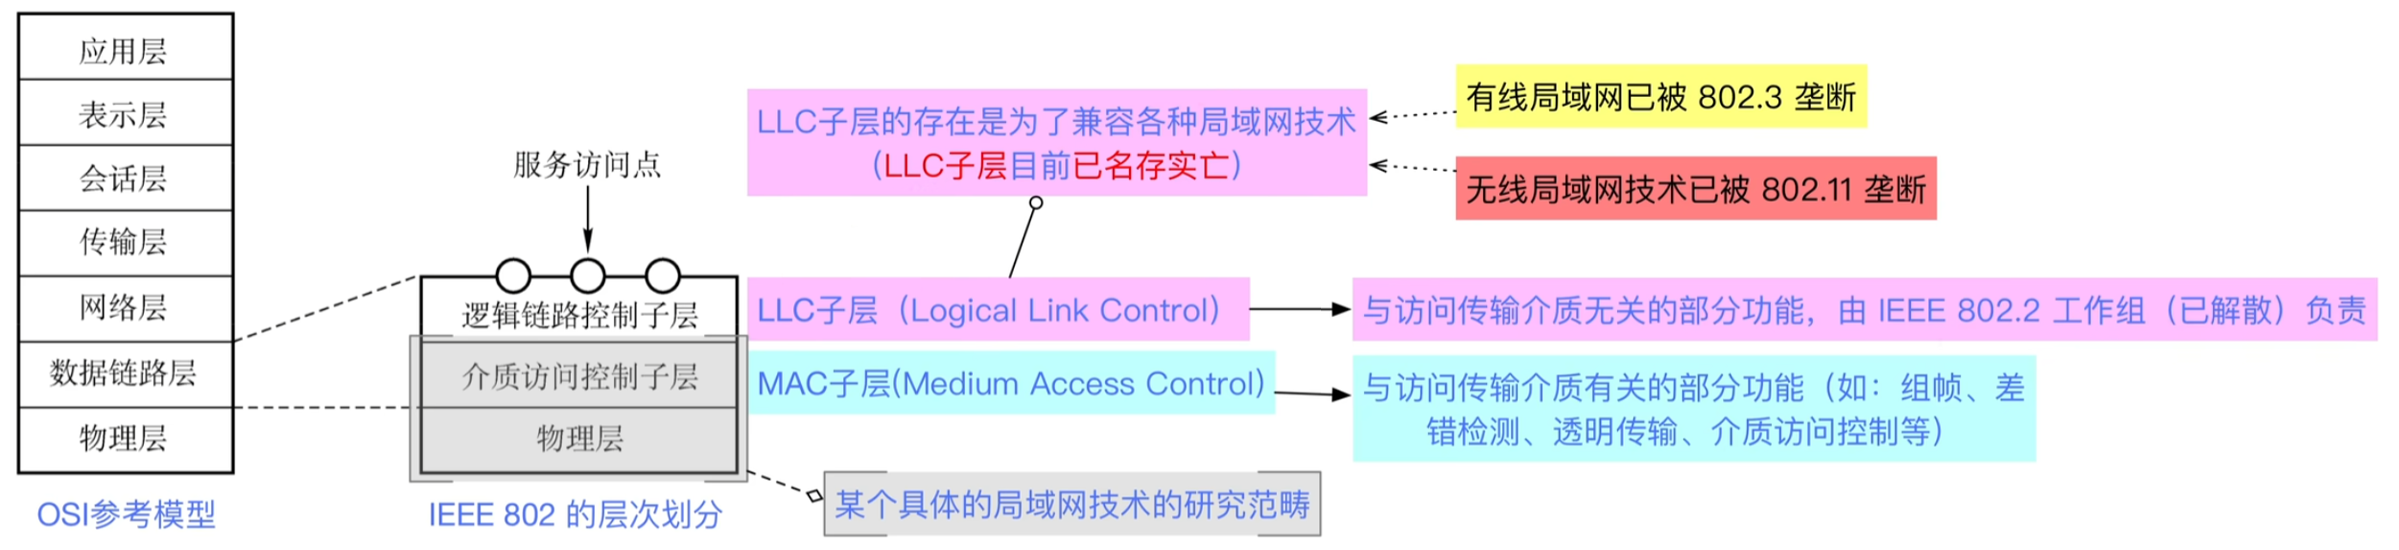 应用层
表示层
会话层
传输层
网络层
数据链路层
物理层
OSI参考模型
服务访问点
逻辑链路控制子层
介质访问控制子层
物理层
IEEE 802 的层次划分
LLC子层的存在是为了兼容各种局域网技术
（LLC子层目前已名存实亡）
有线局域网已被 802.3 垄断
无线局域网技术已被 802.11 垄断
LLC子层（Logical Link Control）
与访问传输介质无关的部分功能，由 IEEE 802.2 工作组（已解散）负责
MAC子层(Medium Access Control)
与访问传输介质有关的部分功能（如：组帧、差
错检测、透明传输、介质访问控制等）
某个具体的局域网技术的研究范畴